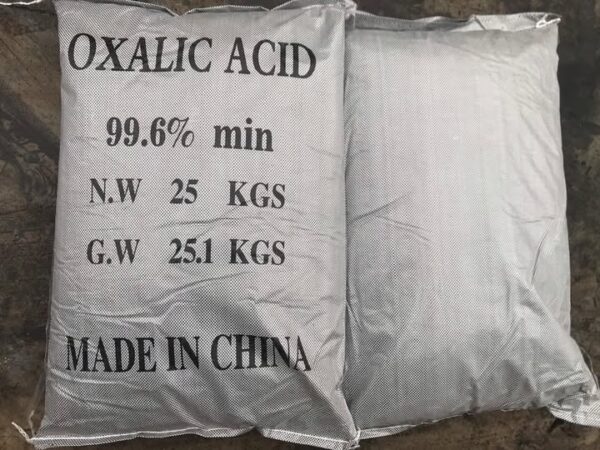 OXALIC ACID
99.6% min
N.W 25 KGS
G.W 25.1 KGS
MADE IN CHINA